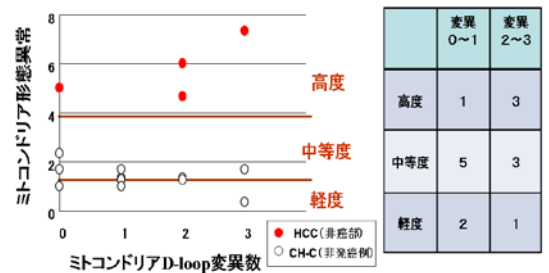 ミトコンドリア形態異常
8
6
4
2
0
高度
中等度
軽度
0 1 2 3
ミトコンドリアD-loop変異数
● HCC(非癌部)
○ CH-C(非発癌例)
変異 0～1 変異 2～3
高度 1 3
中等度 5 3
軽度 2 1